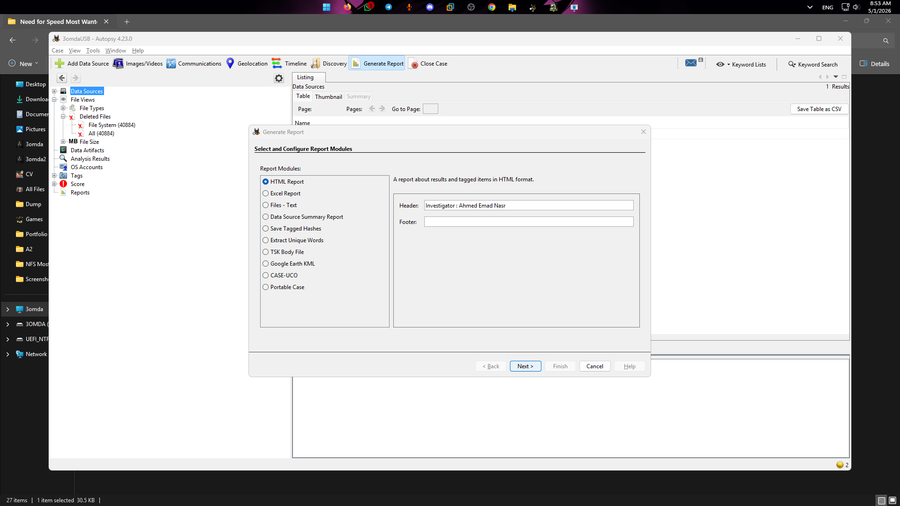 8:53 AM
ENG
5/1/2026
Need for Speed Most Want
New
Details
Desktop
Downloa
Documen
Pictures
3omda
3omda2
CV
All Files
Dump
Games
Portfolio
A2
NFS Most
Screensh
3omda
3OMDA (
UEFI_NTF
Network
27 items
1 item selected 30.5 KB
3omdaUSB - Autopsy 4.23.0
Case View Tools Window Help
Add Data Source Images/Videos Communications Geolocation Timeline Discovery Generate Report Close Case
Keyword Lists Keyword Search
Data Sources
File Views
File Types
Deleted Files
File System (40884)
All (40884)
MB File Size
Data Artifacts
Analysis Results
OS Accounts
Tags
Score
Reports
Listing
Data Sources
1 Results
Table Thumbnail Summary
Page: Pages: Go to Page:
Save Table as CSV
Name
Generate Report
Select and Configure Report Modules
Report Modules:
HTML Report
Excel Report
Files - Text
Data Source Summary Report
Save Tagged Hashes
Extract Unique Words
TSK Body File
Google Earth KML
CASE-UCO
Portable Case
A report about results and tagged items in HTML format.
Header: Investigator : Ahmed Emad Nasr
Footer:
< Back Next > Finish Cancel Help
2